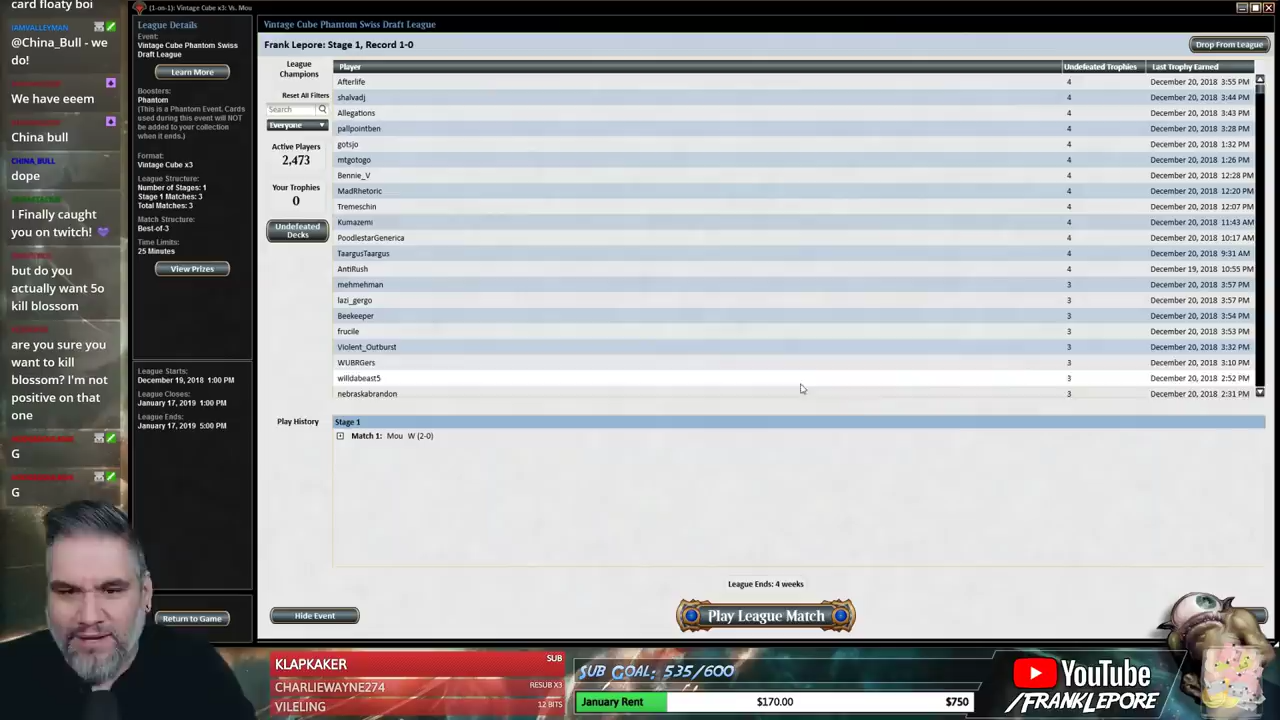 card floaty boi
IAMVALLEYMAN
@China_Bull - we
do!
We have eeem
China bull
CHINA_BULL
dope
I Finally caught
you on twitch!
but do you
actually want 5o
kill blossom
are you sure you
want to kill
blossom? I'm not
positive on that
one
G
G
(1-on-1): Vintage Cube x3: Vs. Mou
League Details
Event:
Vintage Cube Phantom Swiss
Draft League
Learn More
Boosters:
Phantom
(This is a Phantom Event. Cards
used during this event will NOT
be added to your collection
when it ends.)
Format:
Vintage Cube x3
League Structure:
Number of Stages: 1
Stage 1 Matches: 3
Total Matches: 3
Match Structure:
Best-of-3
Time Limits:
25 Minutes
View Prizes
League Starts:
December 19, 2018 1:00 PM
League Closes:
January 17, 2019 1:00 PM
League Ends:
January 17, 2019 5:00 PM
Return to Game
Vintage Cube Phantom Swiss Draft League
Frank Lepore: Stage 1, Record 1-0
Drop From League
League
Champions
Reset All Filters
Search
Everyone
Active Players
2,473
Your Trophies
0
Undefeated
Decks
Player Undefeated Trophies Last Trophy Earned
Afterlife 4 December 20, 2018 3:55 PM
shalvadj 4 December 20, 2018 3:44 PM
Allegations 4 December 20, 2018 3:43 PM
pallpointben 4 December 20, 2018 3:28 PM
gotsjo 4 December 20, 2018 1:32 PM
mtgotogo 4 December 20, 2018 1:26 PM
Bennie_V 4 December 20, 2018 12:28 PM
MadRhetoric 4 December 20, 2018 12:20 PM
Tremeschin 4 December 20, 2018 12:07 PM
Kumazemi 4 December 20, 2018 11:43 AM
PoodlestarGenerica 4 December 20, 2018 10:17 AM
TaargusTaargus 4 December 20, 2018 9:31 AM
AntiRush 4 December 19, 2018 10:55 PM
mehmehman 3 December 20, 2018 3:57 PM
lazi_gergo 3 December 20, 2018 3:57 PM
Beekeeper 3 December 20, 2018 3:54 PM
frucile 3 December 20, 2018 3:53 PM
Violent_Outburst 3 December 20, 2018 3:32 PM
WUBRGers 3 December 20, 2018 3:10 PM
willdabeast5 3 December 20, 2018 2:52 PM
nebraskabrandon 3 December 20, 2018 2:31 PM
Play History
Stage 1
Match 1: Mou W (2-0)
League Ends: 4 weeks
Hide Event
Play League Match
KLAPKAKER SUB
CHARLIEWAYNE274 RESUB X3
VILELING 12 BITS
SUB GOAL: 535/600
January Rent $170.00 $750
YouTube
/FRANKLEPORE